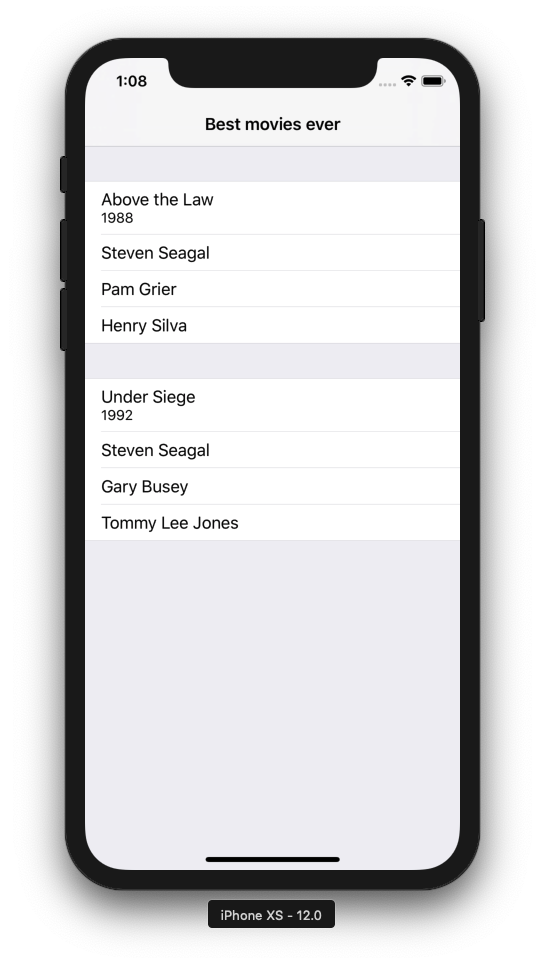 1:08
Best movies ever
Above the Law
1988
Steven Seagal
Pam Grier
Henry Silva
Under Siege
1992
Steven Seagal
Gary Busey
Tommy Lee Jones
iPhone XS - 12.0